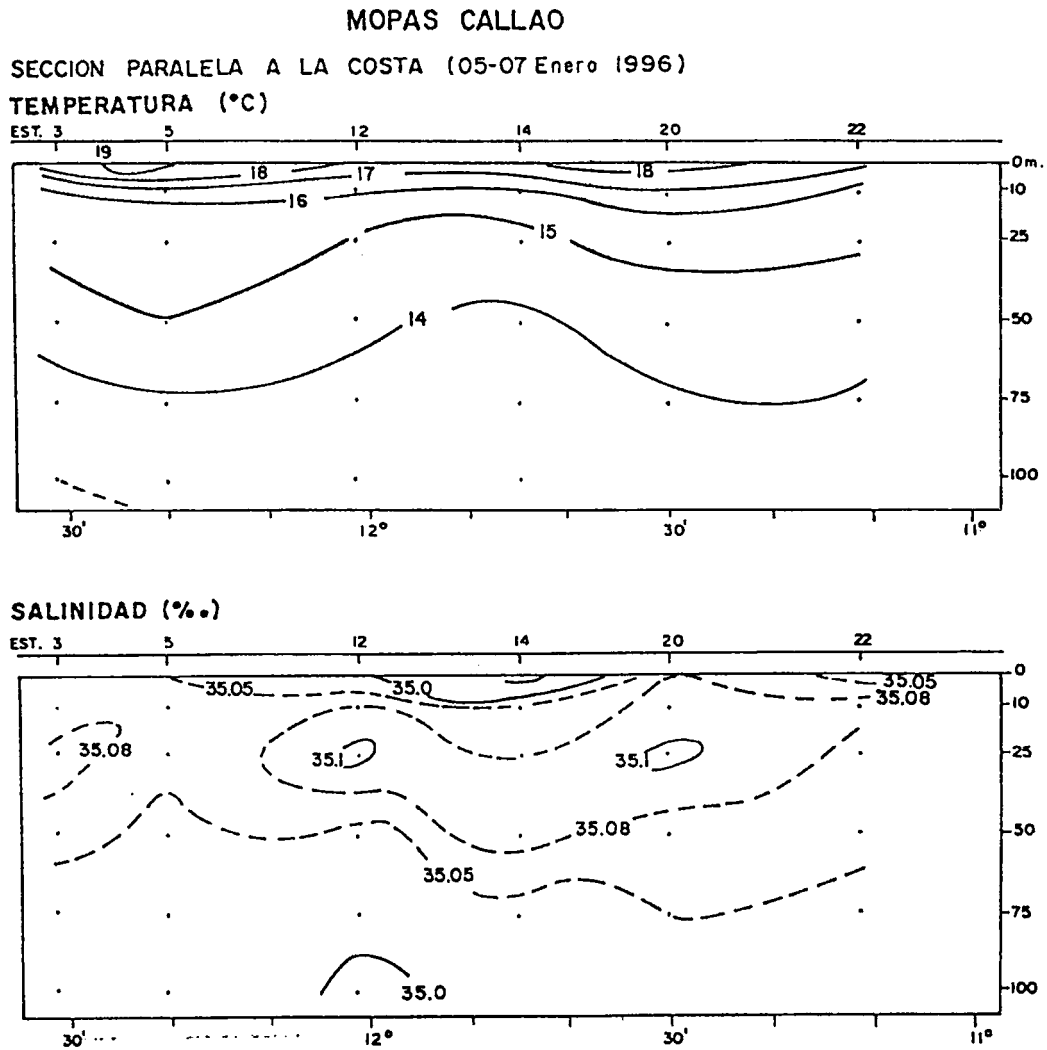 MOPAS CALLAO
SECCION PARALELA A LA COSTA (05-07 Enero 1996)
TEMPERATURA (°C)
EST. 3 5 12 14 20 22
19
18 17 18
16
15
14
0m.
10
25
50
75
100
30' 12° 30' 11°
SALINIDAD (‰)
EST. 3 5 12 14 20 22
35.05 35.0 35.05
35.08
35.08 35.1 35.1
35.08
35.05
35.0
0
10
25
50
75
100
30' 12° 30' 11°